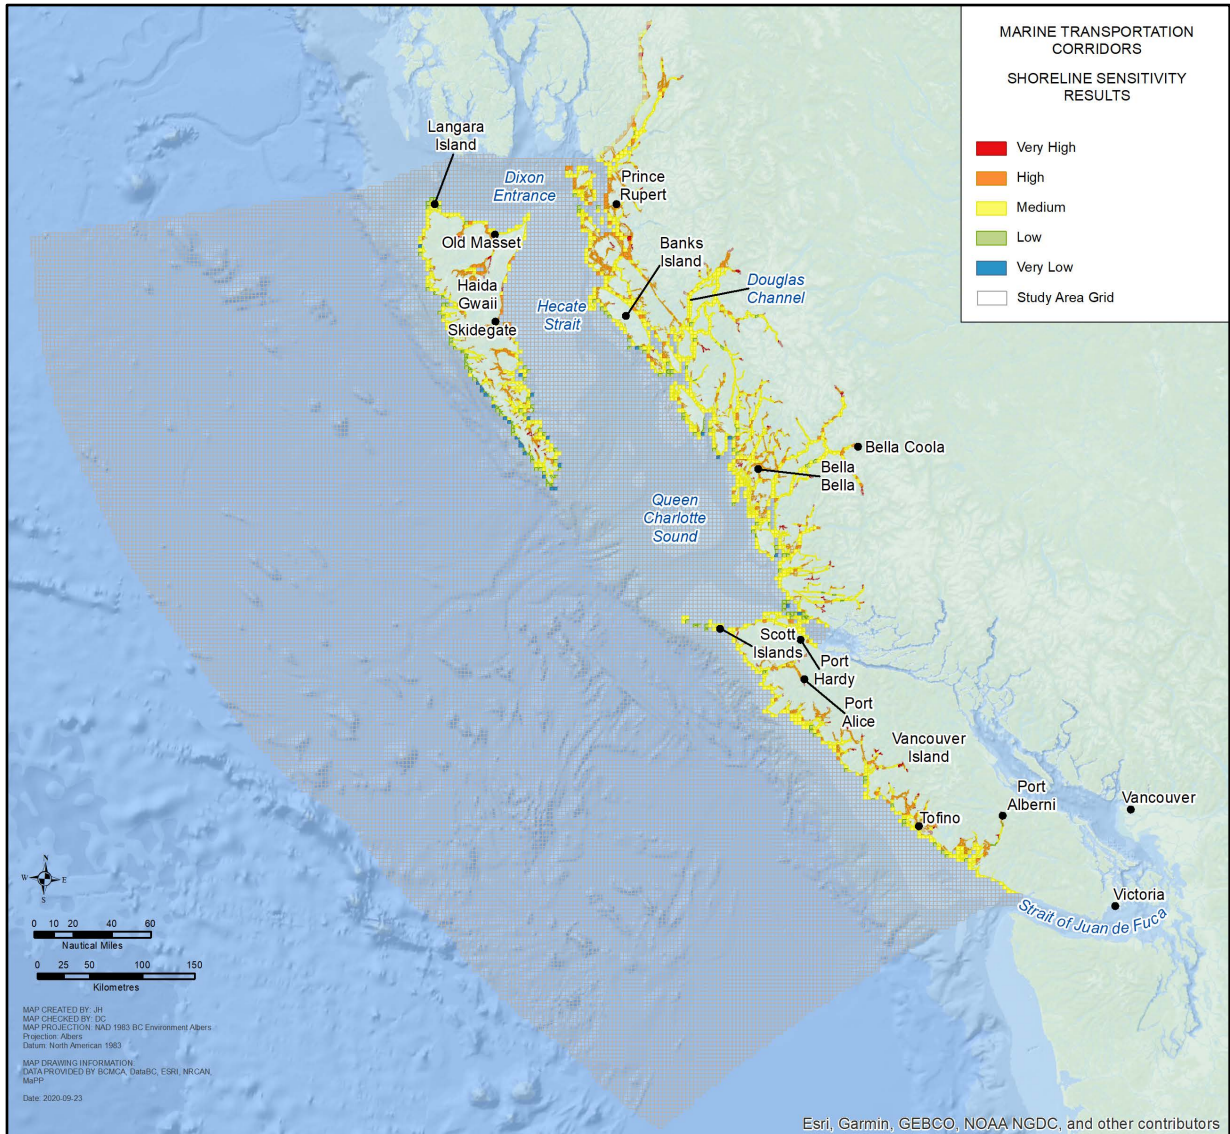 MARINE TRANSPORTATION
CORRIDORS
SHORELINE SENSITIVITY
RESULTS
Very High
High
Medium
Low
Very Low
Study Area Grid
Langara
Island
Dixon
Entrance
Prince
Rupert
Old Masset
Banks
Island
Haida
Gwaii
Hecate
Strait
Douglas
Channel
Skidegate
Bella Coola
Bella
Bella
Queen
Charlotte
Sound
Scott
Islands
Port
Hardy
Port
Alice
Vancouver
Island
Port
Alberni
Vancouver
Tofino
Victoria
Strait of Juan de Fuca
N
W E
S
0 10 20 40 60
Nautical Miles
0 25 50 100 150
Kilometres
MAP CREATED BY: JH
MAP CHECKED BY: DC
MAP PROJECTION: NAD 1983 BC Environment Albers
Projection: Albers
Datum: North American 1983
MAP DRAWING INFORMATION:
DATA PROVIDED BY BCMCA, DataBC, ESRI, NRCAN,
MaPP
Date: 2020-09-23
Esri, Garmin, GEBCO, NOAA NGDC, and other contributors